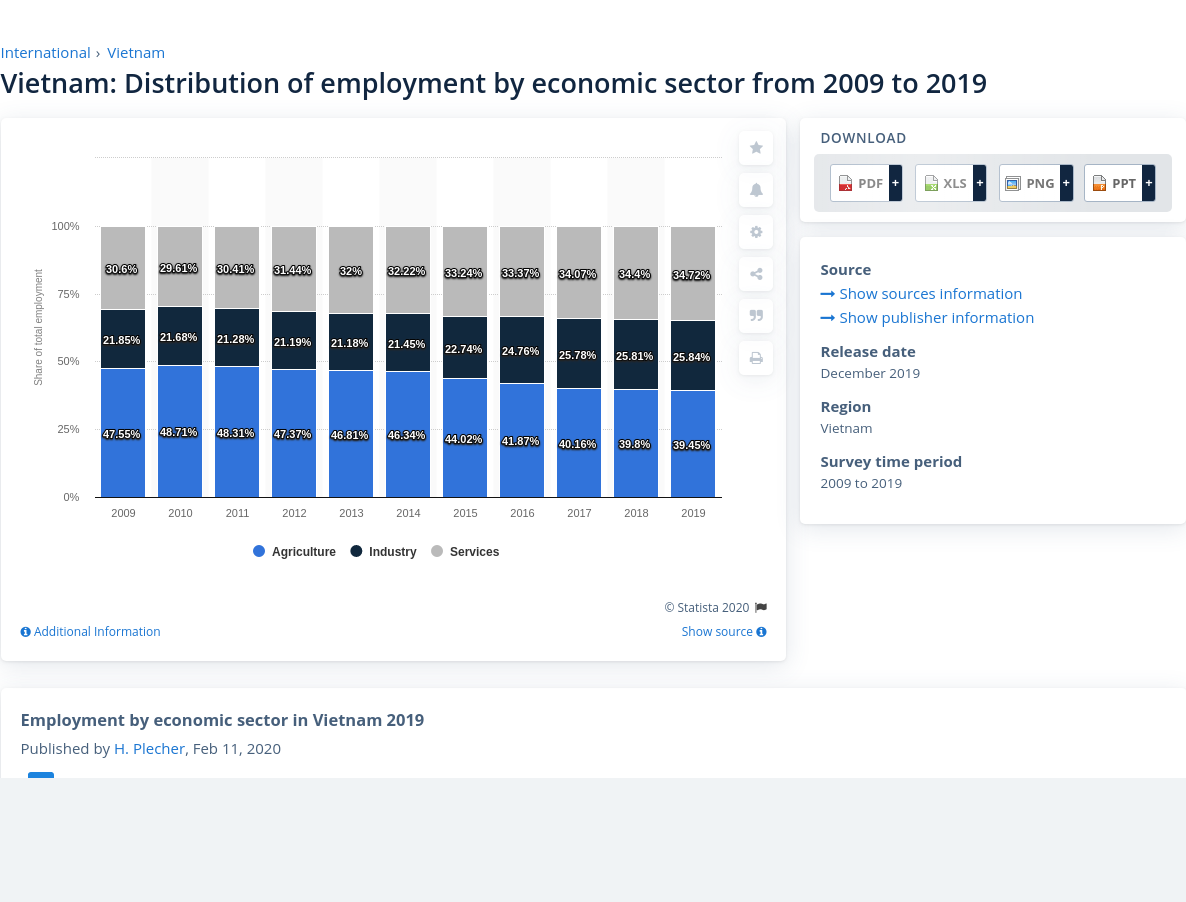 International › Vietnam
Vietnam: Distribution of employment by economic sector from 2009 to 2019
Share of total employment
100%
75%
50%
25%
0%
30.6% 29.61% 30.41% 31.44% 32% 32.22% 33.24% 33.37% 34.07% 34.4% 34.72%
21.85% 21.68% 21.28% 21.19% 21.18% 21.45% 22.74% 24.76% 25.78% 25.81% 25.84%
47.55% 48.71% 48.31% 47.37% 46.81% 46.34% 44.02% 41.87% 40.16% 39.8% 39.45%
2009 2010 2011 2012 2013 2014 2015 2016 2017 2018 2019
Agriculture Industry Services
© Statista 2020
Additional Information
Show source
DOWNLOAD
PDF + XLS + PNG + PPT +
Source
Show sources information
Show publisher information
Release date
December 2019
Region
Vietnam
Survey time period
2009 to 2019
Employment by economic sector in Vietnam 2019
Published by H. Plecher, Feb 11, 2020